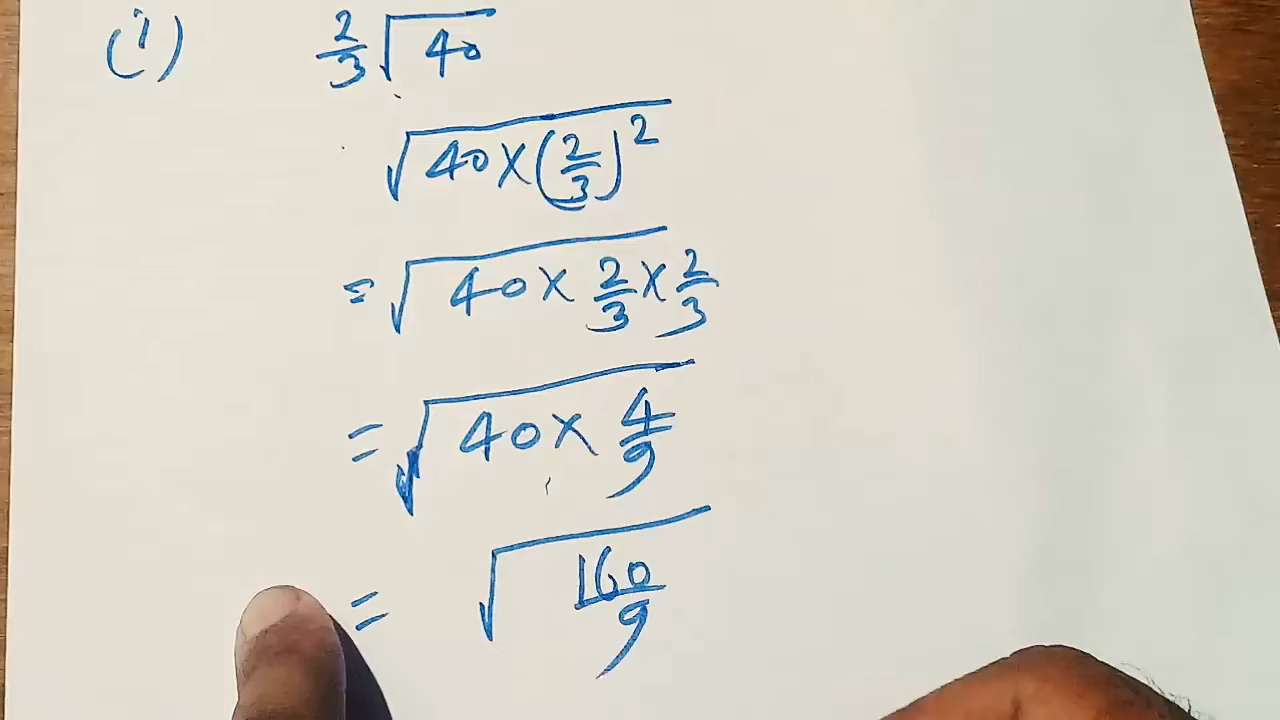 (i) 2/3 √40
√40×(2/3)²
= √40×2/3×2/3
= √40×4/9
= √160/9